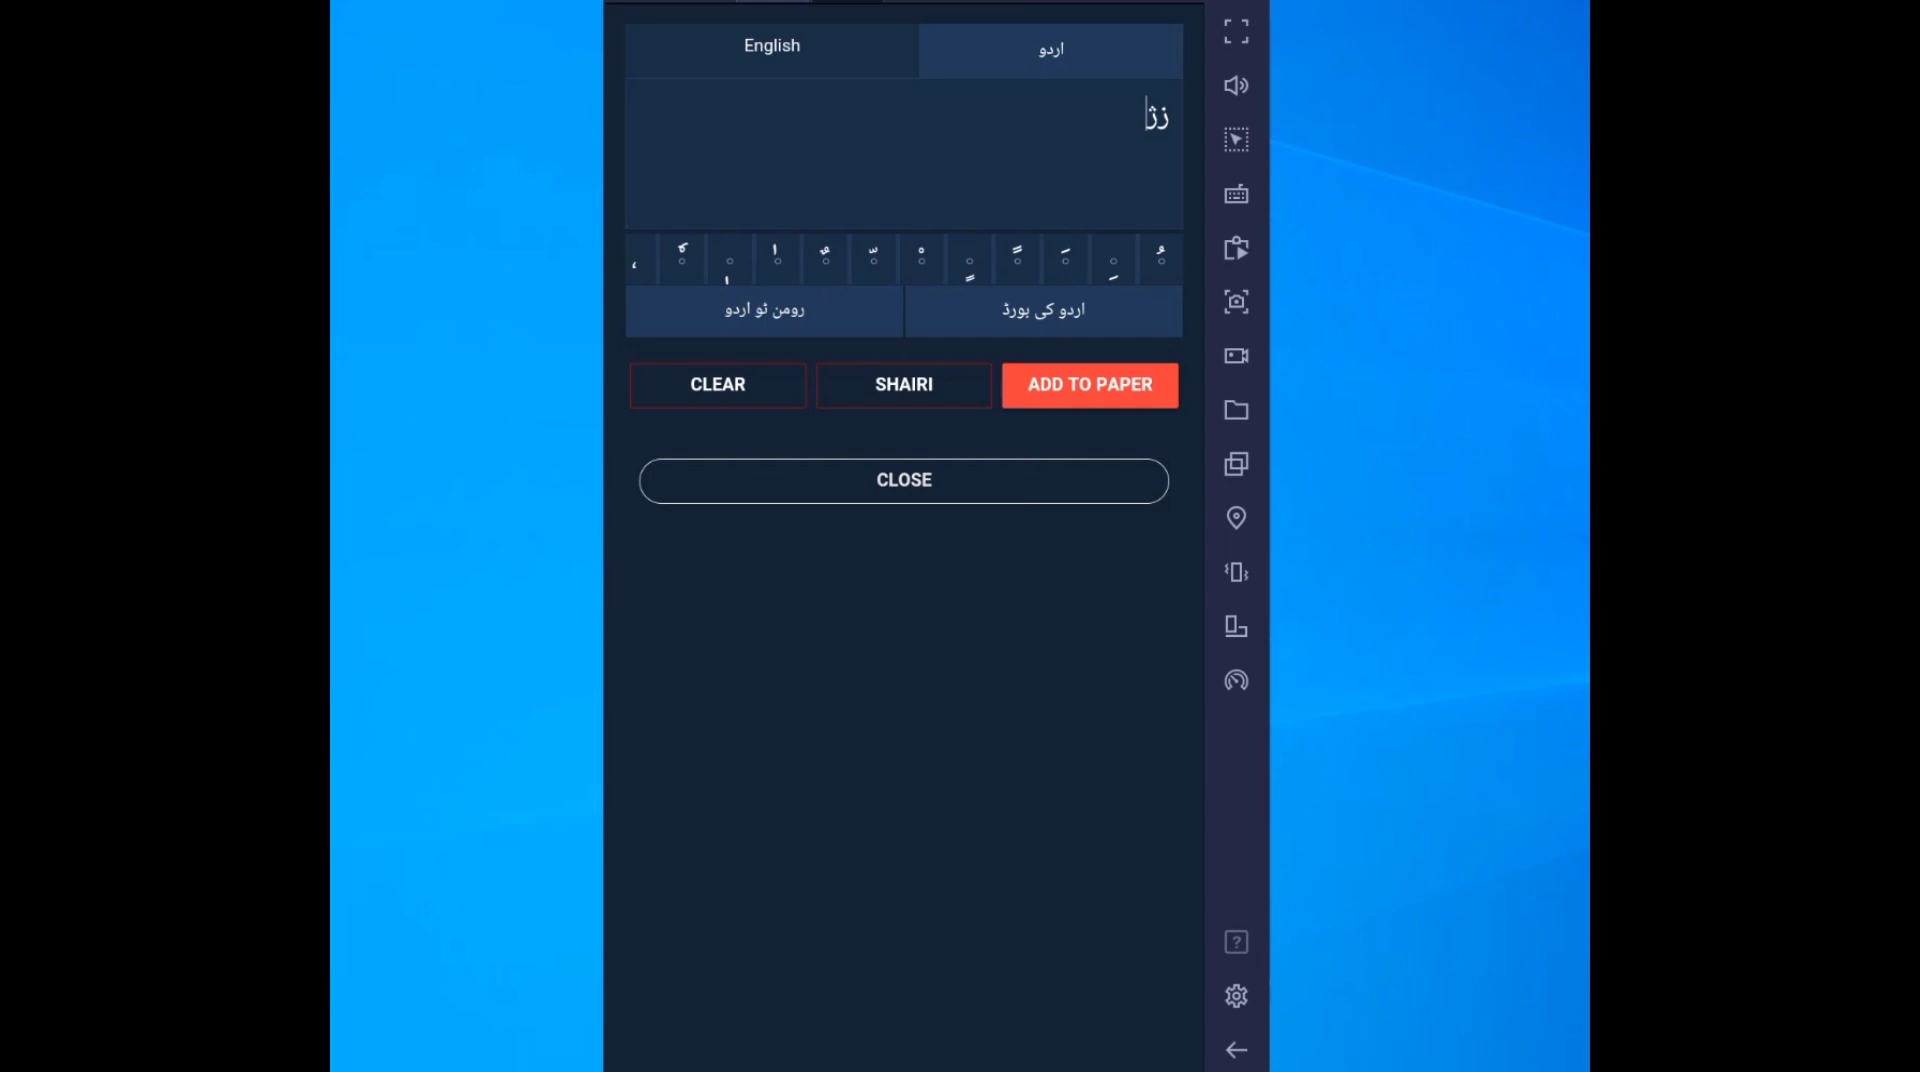 English
اردو
زژ
رومن ٹو اردو
اردو کی بورڈ
CLEAR
SHAIRI
ADD TO PAPER
CLOSE